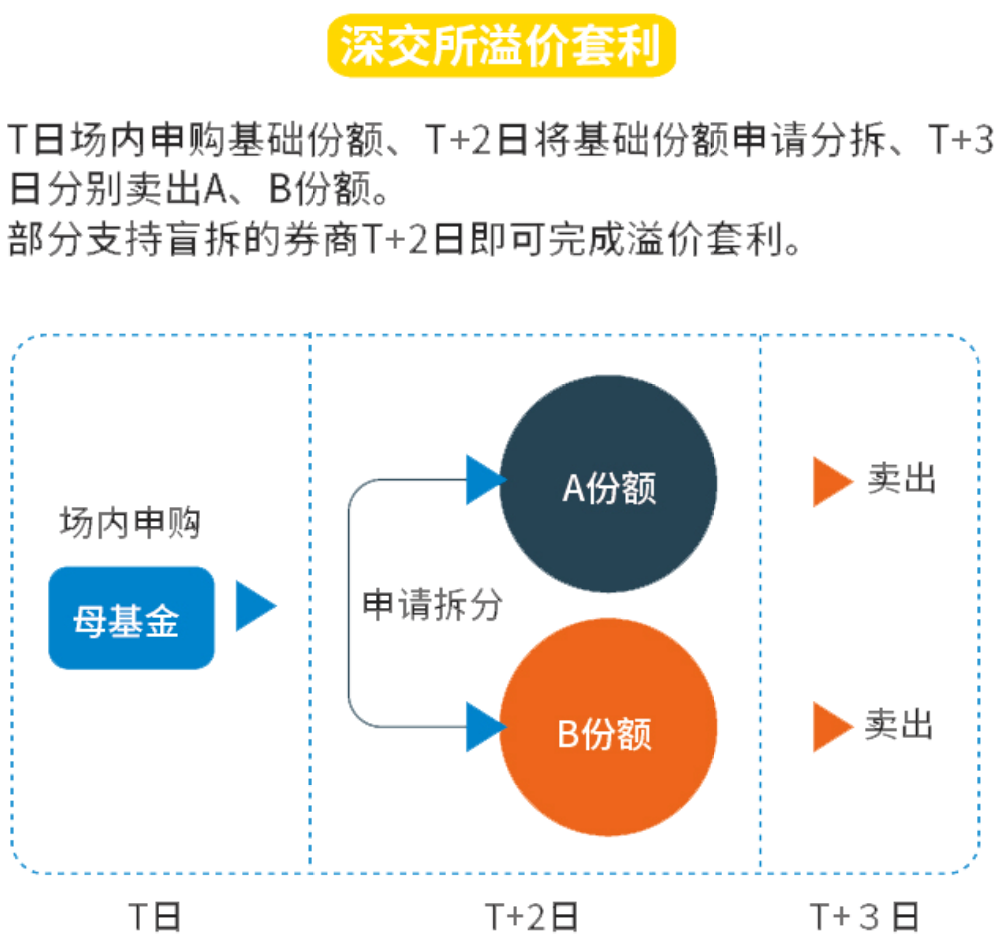 深交所溢价套利
T日场内申购基础份额、T+2日将基础份额申请分拆、T+3
日分别卖出A、B份额。
部分支持盲拆的券商T+2日即可完成溢价套利。
A份额
卖出
场内申购
母基金
申请拆分
B份额
卖出
T日
T+2日
T+3日